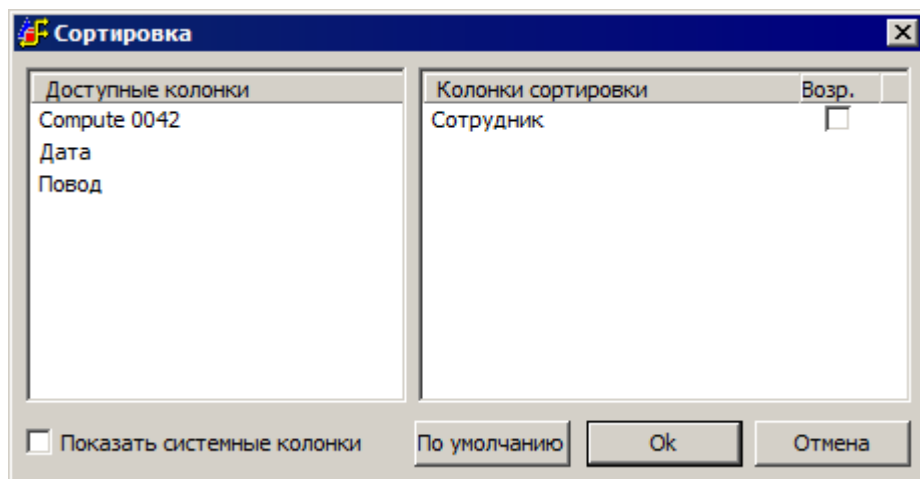 Сортировка
Доступные колонки
Compute 0042
Дата
Повод
Колонки сортировки Возр.
Сотрудник
Показать системные колонки
По умолчанию
Ok
Отмена